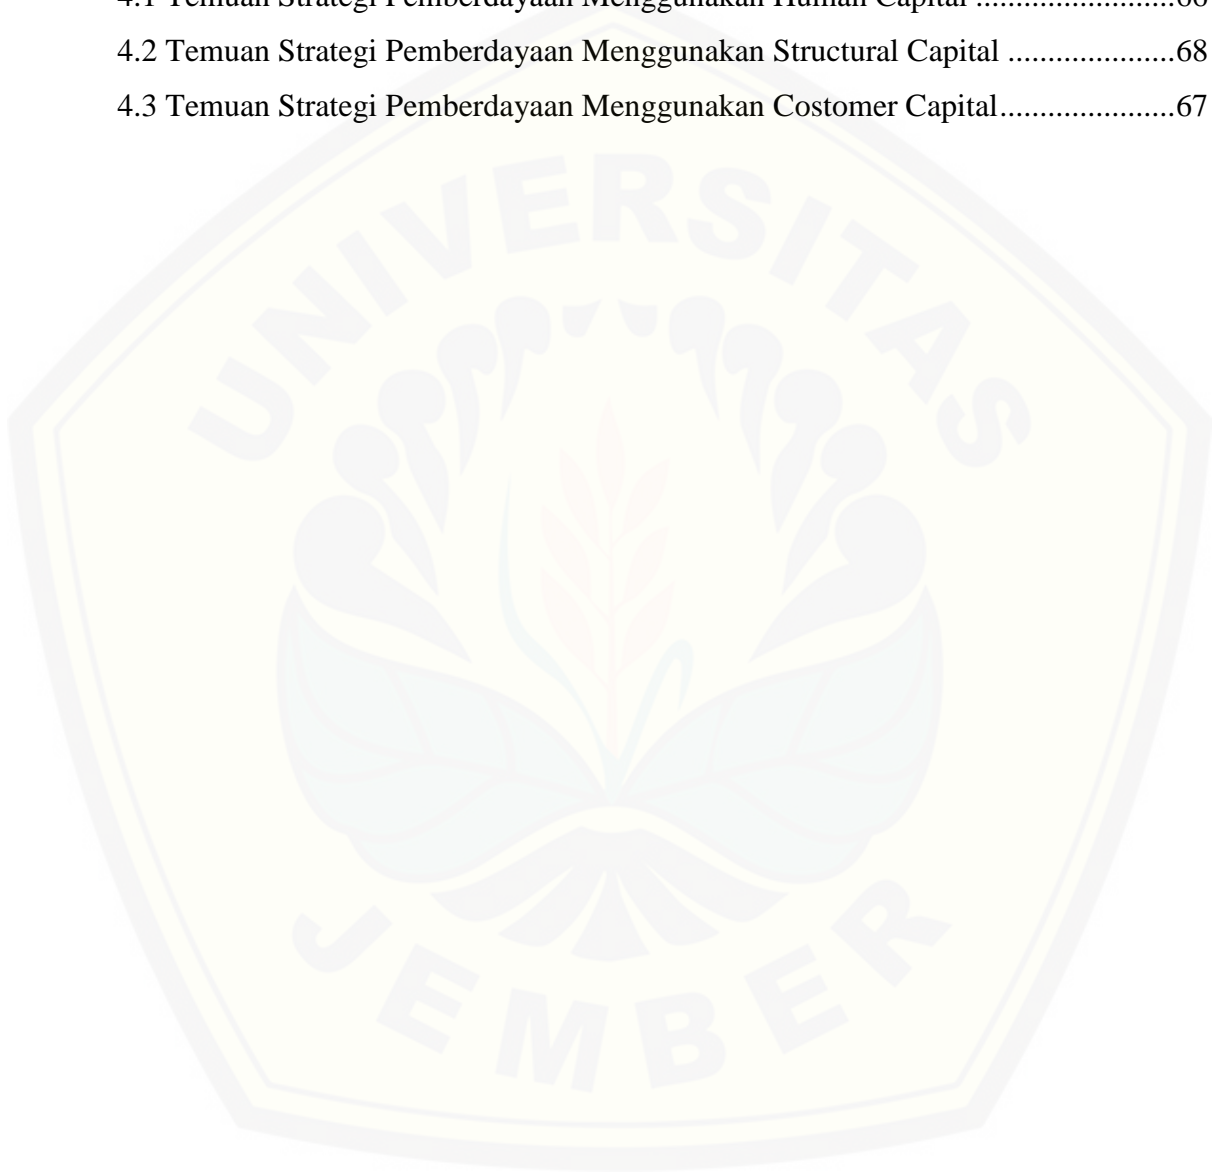 4.1 Temuan Strategi Pemberdayaan Menggunakan Human Capital ........................66
4.2 Temuan Strategi Pemberdayaan Menggunakan Structural Capital ....................68
4.3 Temuan Strategi Pemberdayaan Menggunakan Costomer Capital.....................67
UNIVERSITAS
JEMBER